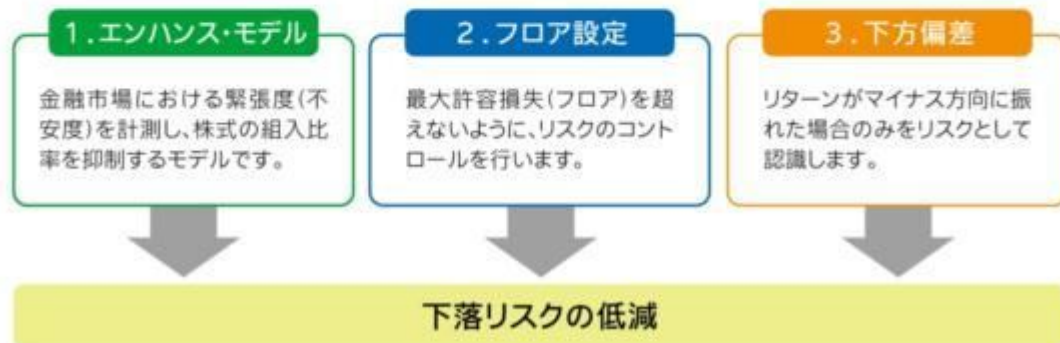 1.エンハンス・モデル
金融市場における緊張度(不
安度)を計測し、株式の組入比
率を抑制するモデルです。
2.フロア設定
最大許容損失(フロア)を超
えないように、リスクのコント
ロールを行います。
3.下方偏差
リターンがマイナス方向に振
れた場合のみをリスクとして
認識します。
下落リスクの低減